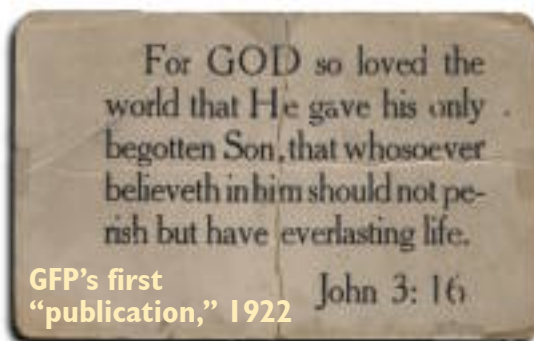 For GOD so loved the
world that He gave his only
begotten Son, that whosoever
believeth in him should not pe-
rish but have everlasting life.
John 3: 16
GFP's first
“publication,” 1922